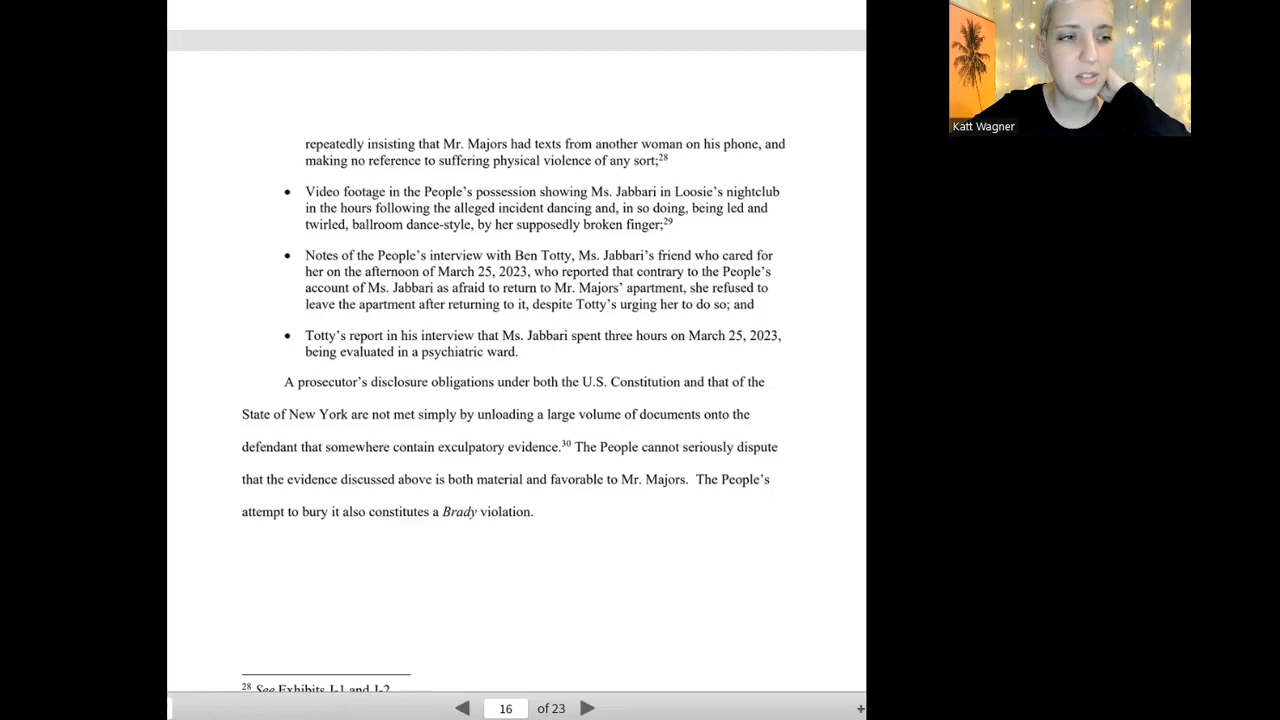 repeatedly insisting that Mr. Majors had texts from another woman on his phone, and
making no reference to suffering physical violence of any sort;28
• Video footage in the People's possession showing Ms. Jabbari in Loosie's nightclub
in the hours following the alleged incident dancing and, in so doing, being led and
twirled, ballroom dance-style, by her supposedly broken finger;29
• Notes of the People's interview with Ben Totty, Ms. Jabbari's friend who cared for
her on the afternoon of March 25, 2023, who reported that contrary to the People's
account of Ms. Jabbari as afraid to return to Mr. Majors' apartment, she refused to
leave the apartment after returning to it, despite Totty's urging her to do so; and
• Totty's report in his interview that Ms. Jabbari spent three hours on March 25, 2023,
being evaluated in a psychiatric ward.
A prosecutor's disclosure obligations under both the U.S. Constitution and that of the
State of New York are not met simply by unloading a large volume of documents onto the
defendant that somewhere contain exculpatory evidence.30 The People cannot seriously dispute
that the evidence discussed above is both material and favorable to Mr. Majors. The People's
attempt to bury it also constitutes a Brady violation.
28 See Exhibits J-1 and J-2
16 of 23
Katt Wagner